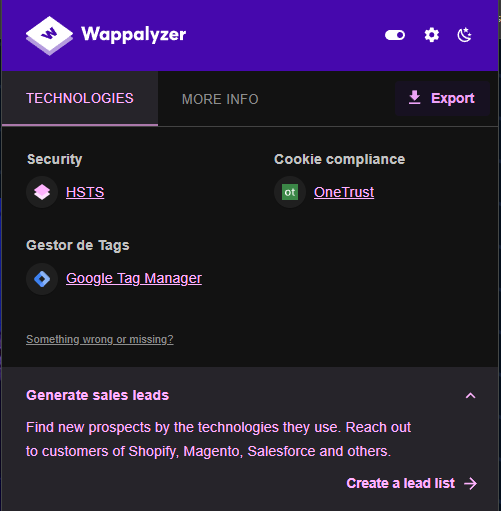 Wappalyzer
TECHNOLOGIES
MORE INFO
Export
Security
HSTS
Cookie compliance
OneTrust
Gestor de Tags
Google Tag Manager
Something wrong or missing?
Generate sales leads
Find new prospects by the technologies they use. Reach out
to customers of Shopify, Magento, Salesforce and others.
Create a lead list